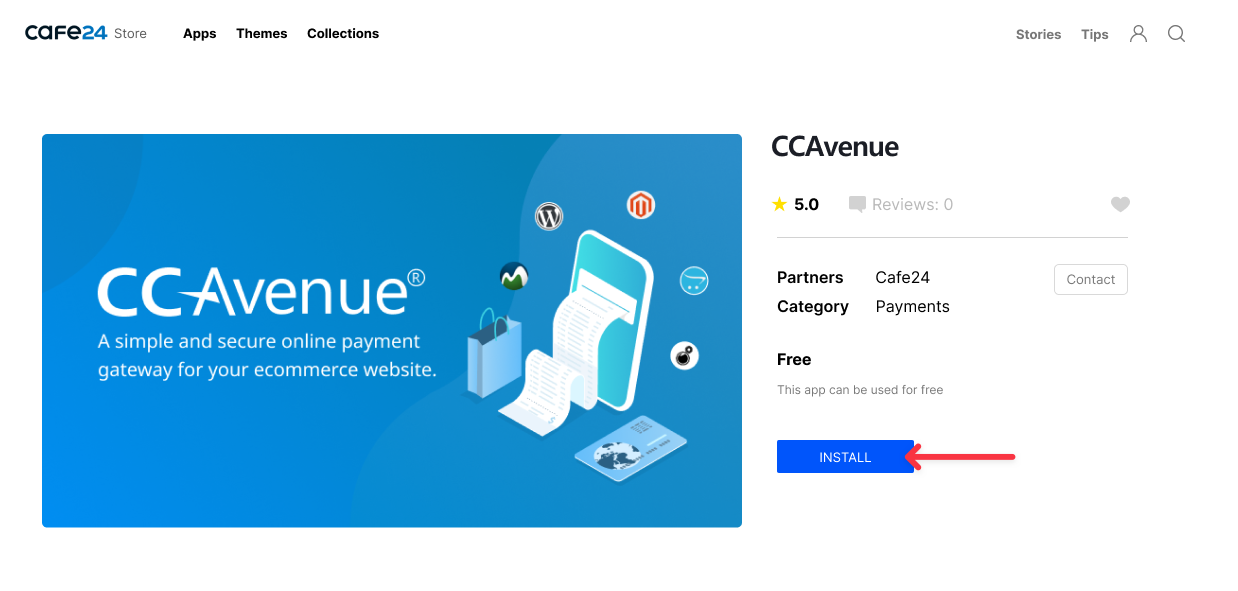 cafe24 Store Apps Themes Collections Stories Tips
CCAvenue
5.0 Reviews: 0
Partners Cafe24 Contact
Category Payments
Free
This app can be used for free
INSTALL
CCAvenue®
A simple and secure online payment
gateway for your ecommerce website.